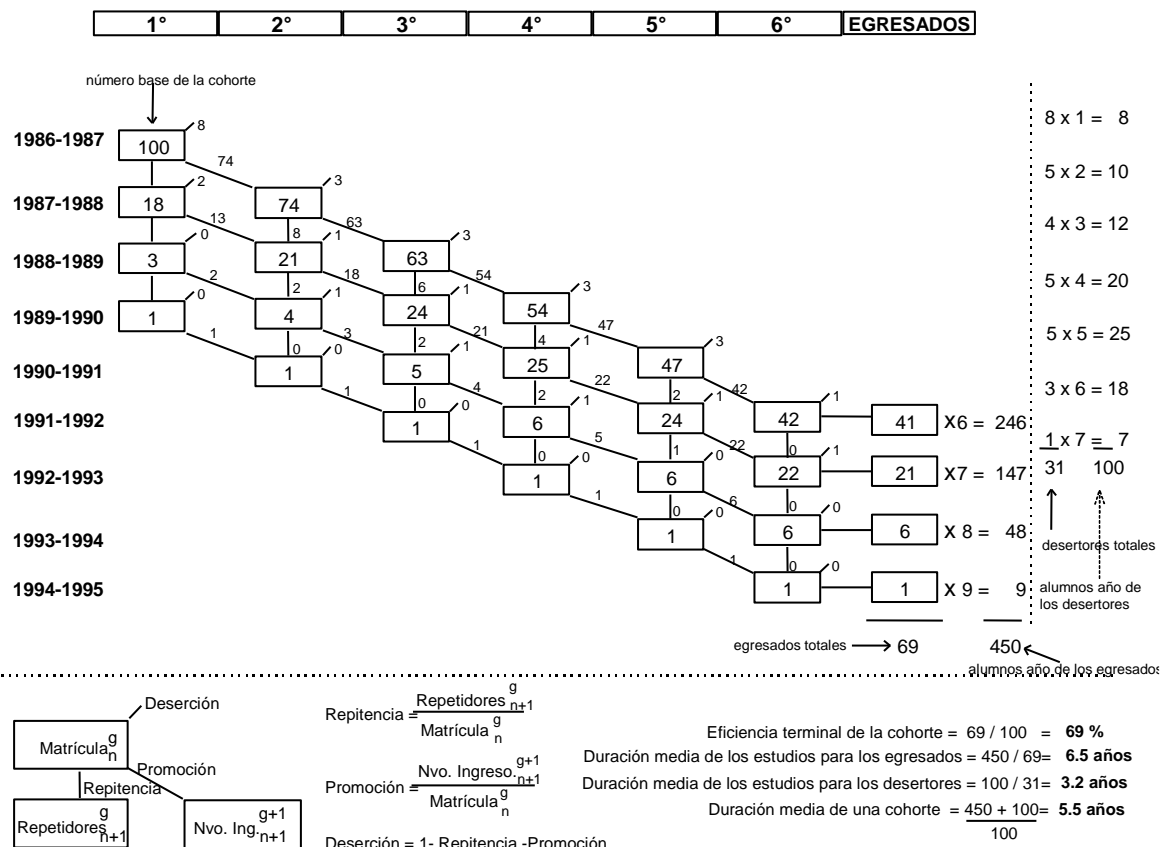 1° 2° 3° 4° 5° 6° EGRESADOS
número base de la cohorte
8 x 1 = 8
8
1986-1987 100
74
5 x 2 = 10
2 3
1987-1988 18 74
13 63
4 x 3 = 12
0 8 1 3
1988-1989 3 21 63
2 18 54
5 x 4 = 20
0 2 1 6 1 3
1989-1990 1 4 24 54
1 3 21 47
5 x 5 = 25
0 0 2 1 4 1 3
1990-1991 1 5 25 47
1 4 22 42
3 x 6 = 18
0 0 2 1 2 1 1
1991-1992 1 6 24 42 41 X6 = 246
1 5 22
1 x 7 = 7
0 0 1 0 0 1
31 100
1992-1993 1 6 22 21 X7 = 147
1 6
0 0 0 0
1993-1994 1 6 6 X 8 = 48
desertores totales
1
0 0
1994-1995 1 1 X 9 = 9
alumnos año de
los desertores
egresados totales 69 450
alumnos año de los egresados
Deserción
Matrícula g n
Promoción
Repitencia
Repetidores g n+1
Nvo. Ing. g+1 n+1
Repitencia = Repetidores g n+1
Matrícula g n
Promoción = Nvo. Ingreso. g+1 n+1
Matrícula g n
Deserción = 1- Repitencia -Promoción
Eficiencia terminal de la cohorte = 69 / 100 = 69 %
Duración media de los estudios para los egresados = 450 / 69= 6.5 años
Duración media de los estudios para los desertores = 100 / 31= 3.2 años
Duración media de una cohorte = 450 + 100= 5.5 años
100